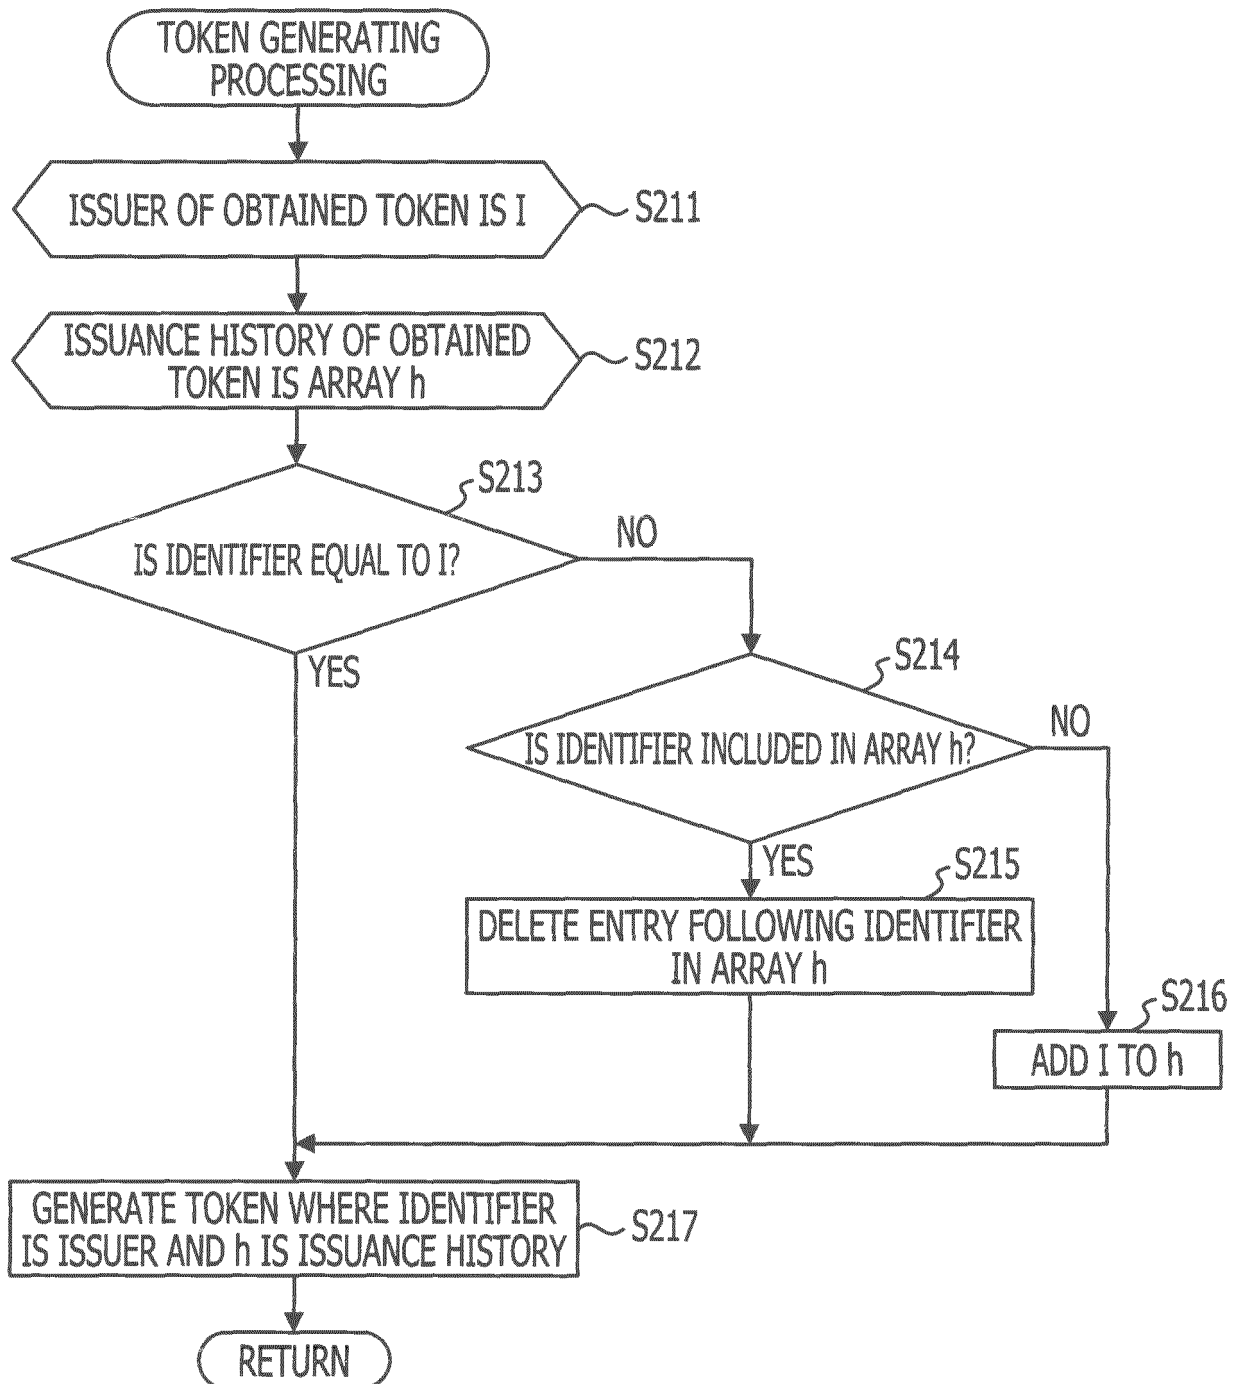 TOKEN GENERATING
PROCESSING
ISSUER OF OBTAINED TOKEN IS I
S211
ISSUANCE HISTORY OF OBTAINED
TOKEN IS ARRAY h
S212
S213
IS IDENTIFIER EQUAL TO I?
NO
YES
S214
IS IDENTIFIER INCLUDED IN ARRAY h?
NO
YES
S215
DELETE ENTRY FOLLOWING IDENTIFIER
IN ARRAY h
S216
ADD I TO h
GENERATE TOKEN WHERE IDENTIFIER
IS ISSUER AND h IS ISSUANCE HISTORY
S217
RETURN